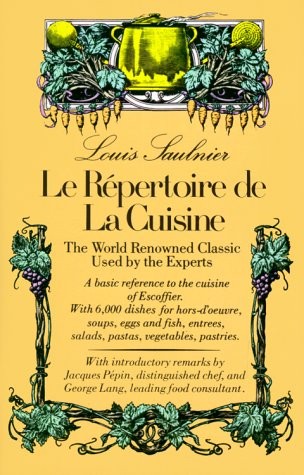 Louis Saulnier
Le Répertoire de
La Cuisine
The World Renowned Classic
Used by the Experts
A basic reference to the cuisine
of Escoffier.
With 6,000 dishes for hors-d'oeuvre,
soups, eggs and fish, entrees,
salads, pastas, vegetables, pastries.
With introductory remarks by
Jacques Pépin, distinguished chef, and
George Lang, leading food consultant.